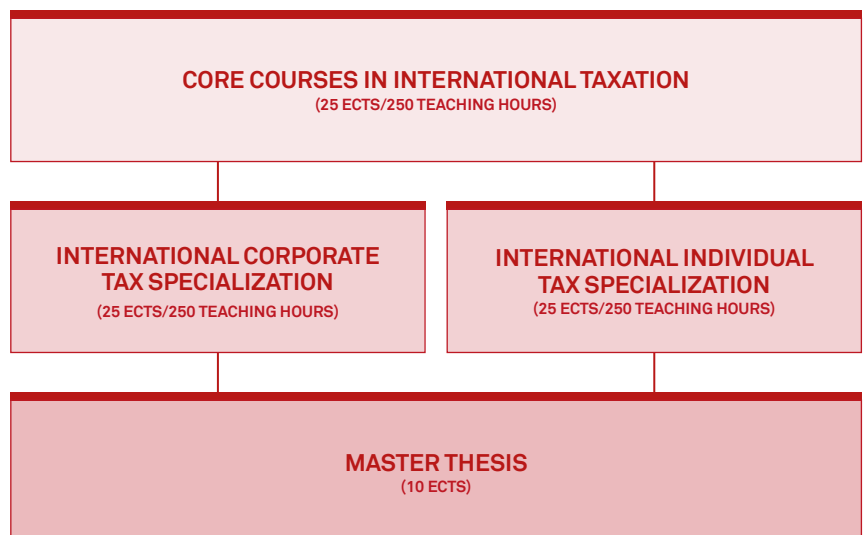 CORE COURSES IN INTERNATIONAL TAXATION
(25 ECTS/250 TEACHING HOURS)
INTERNATIONAL CORPORATE
TAX SPECIALIZATION
(25 ECTS/250 TEACHING HOURS)
INTERNATIONAL INDIVIDUAL
TAX SPECIALIZATION
(25 ECTS/250 TEACHING HOURS)
MASTER THESIS
(10 ECTS)